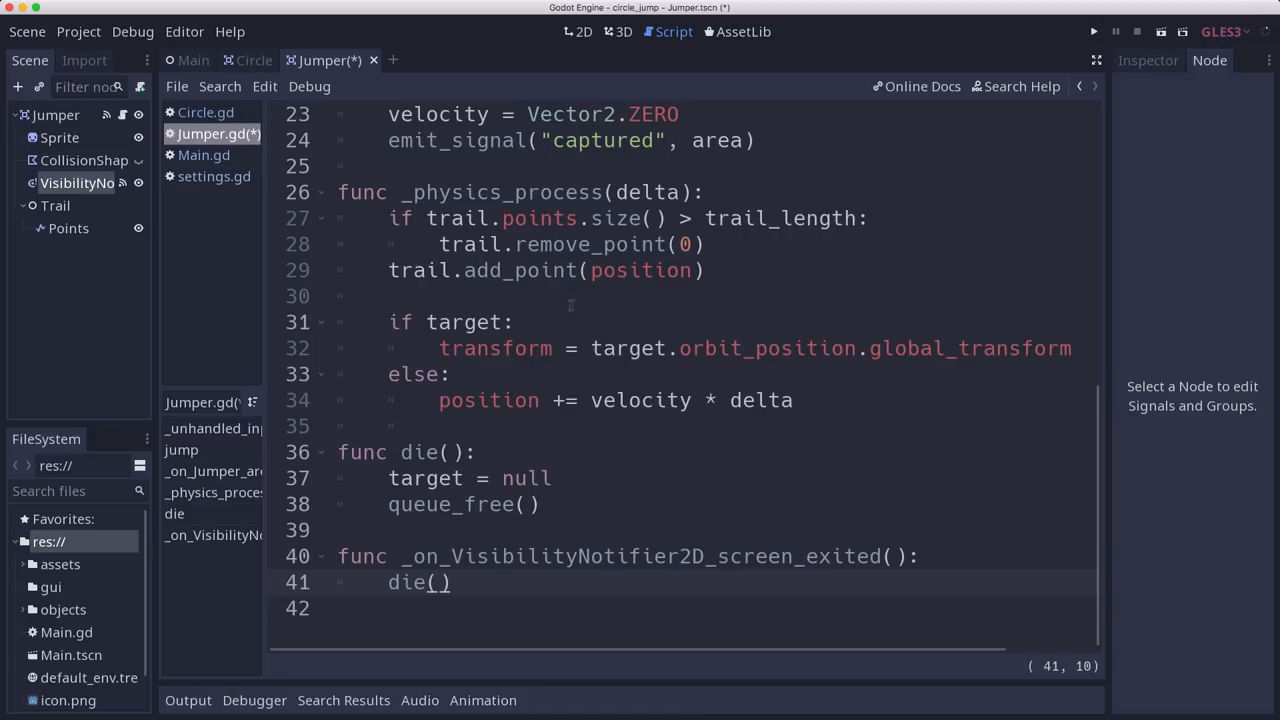 Godot Engine - circle_jump - Jumper.tscn (*)
Scene Project Debug Editor Help
2D 3D Script AssetLib
GLES3
Scene Import
Main Circle Jumper(*)
Inspector Node
Filter nod
File Search Edit Debug
Online Docs Search Help
Jumper
Sprite
CollisionShap
VisibilityNo
Trail
Points
Circle.gd
Jumper.gd(*)
Main.gd
settings.gd
Jumper.gd(
_unhandled_inp
jump
_on_Jumper_are
_physics_proces
die
_on_VisibilityNo
23 velocity = Vector2.ZERO
24 emit_signal("captured", area)
25
26 func _physics_process(delta):
27 if trail.points.size() > trail_length:
28 trail.remove_point(0)
29 trail.add_point(position)
30
31 if target:
32 transform = target.orbit_position.global_transform
33 else:
34 position += velocity * delta
35
36 func die():
37 target = null
38 queue_free()
39
40 func _on_VisibilityNotifier2D_screen_exited():
41 die()
42
( 41, 10)
Select a Node to edit
Signals and Groups.
FileSystem
res://
Search files
Favorites:
res://
assets
gui
objects
Main.gd
Main.tscn
default_env.tre
icon.png
Output Debugger Search Results Audio Animation